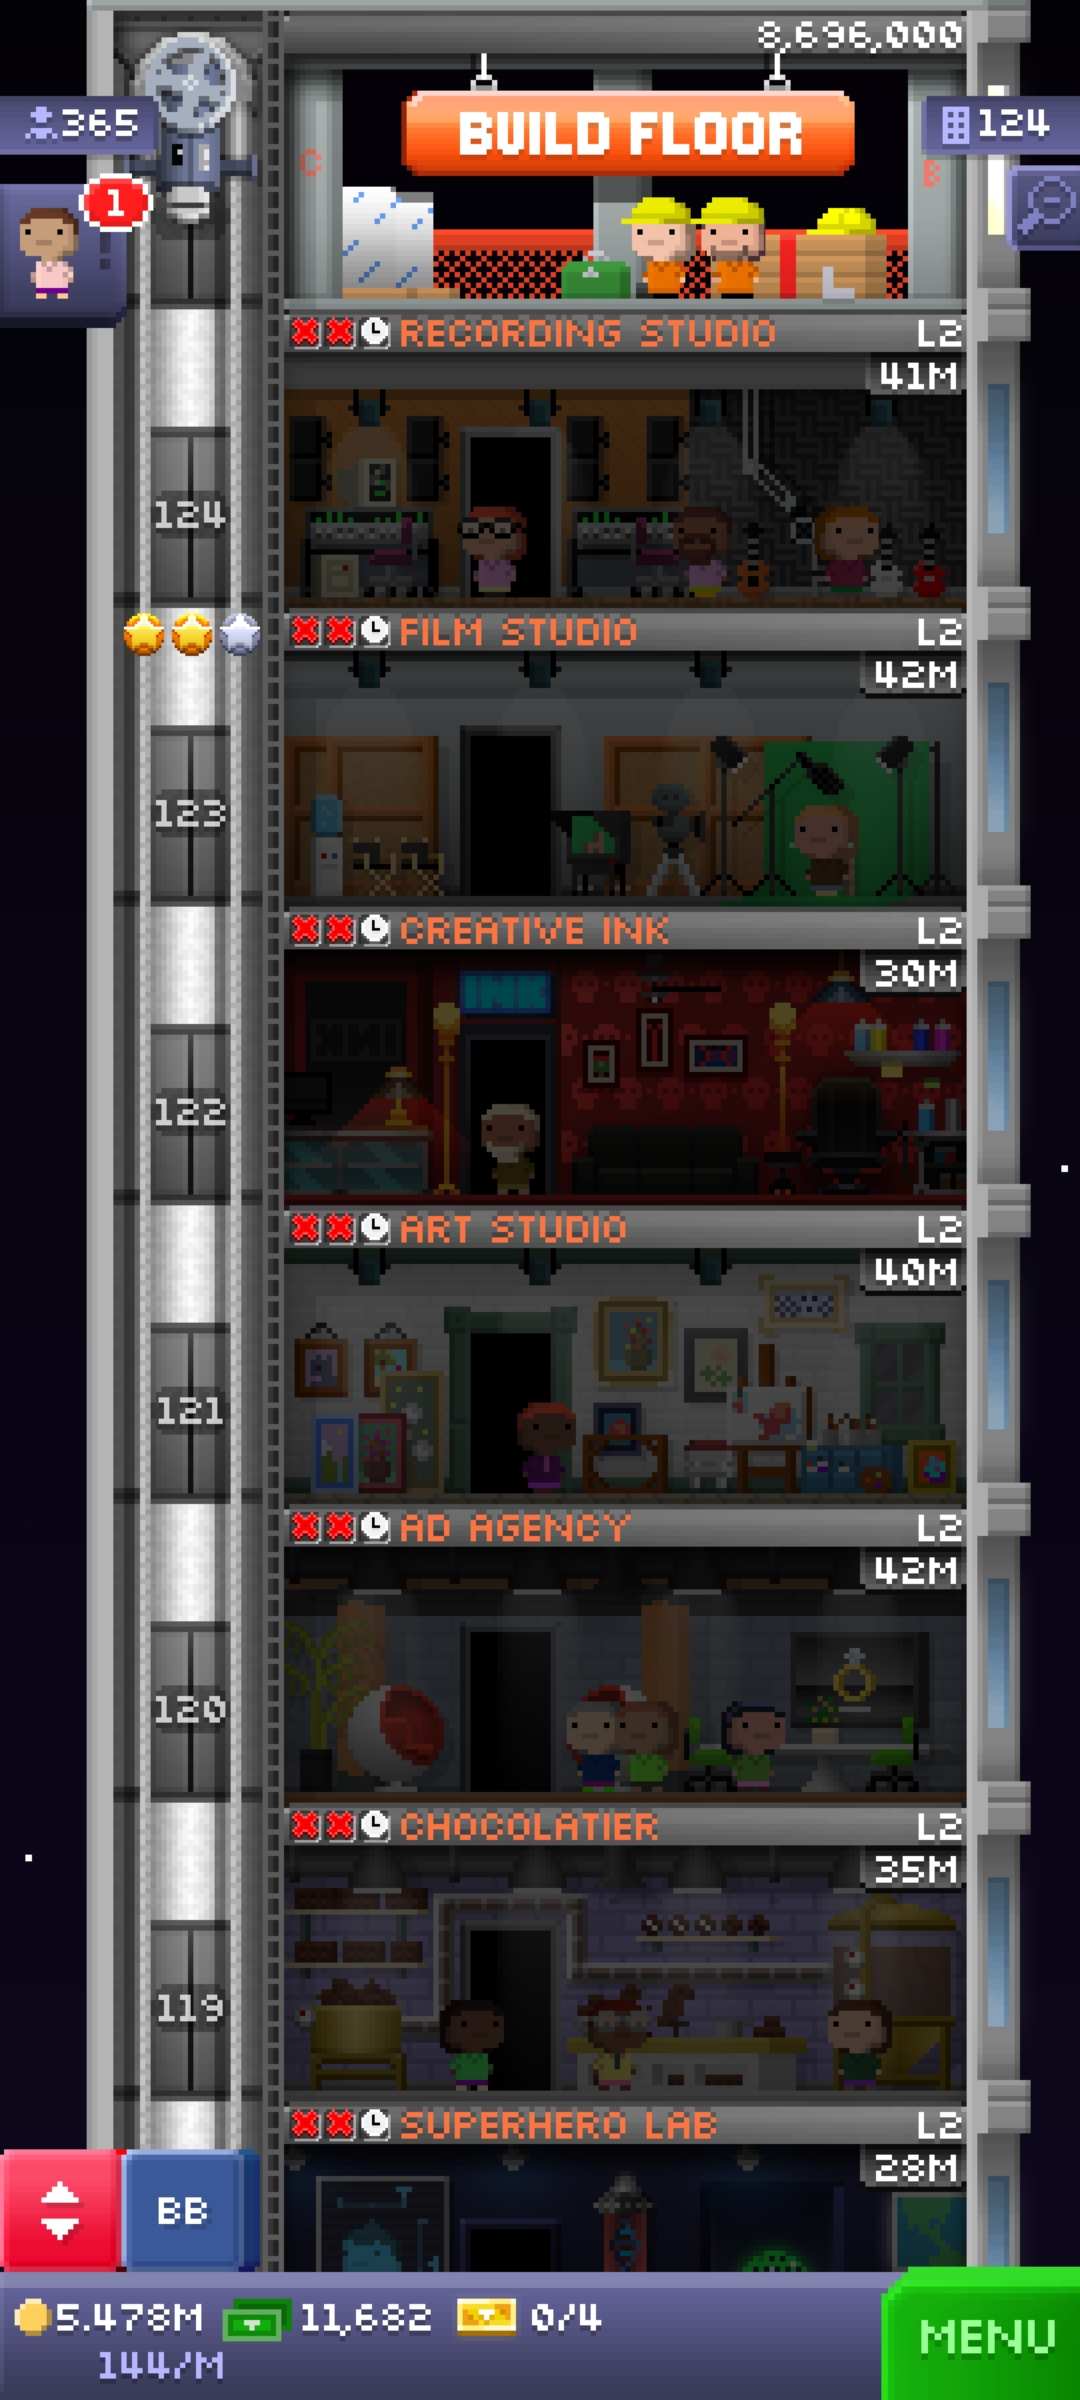 8,696,000
BUILD FLOOR
365
124
C
B
1
RECORDING STUDIO L2
41M
124
FILM STUDIO L2
42M
123
CREATIVE INK L2
30M
INK
122
ART STUDIO L2
40M
121
AD AGENCY L2
42M
120
CHOCOLATIER L2
35M
119
SUPERHERO LAB L2
28M
BB
5.478M 11,682 0/4
144/M
MENU